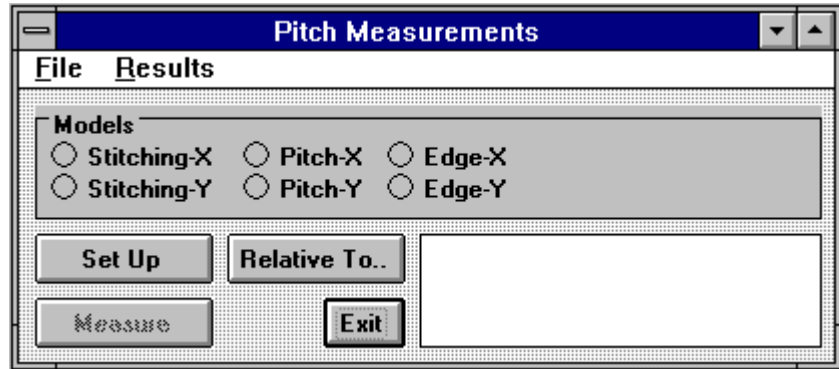 Pitch Measurements
File Results
Models
Stitching-X Pitch-X Edge-X
Stitching-Y Pitch-Y Edge-Y
Set Up Relative To..
Measure Exit